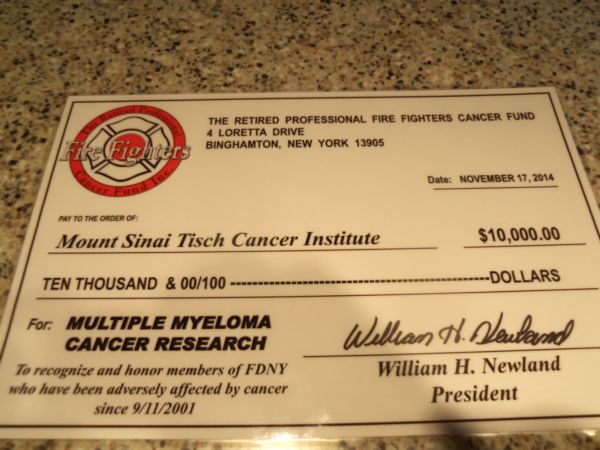 The Retired Professional
Fire Fighters
Cancer Fund Inc.
THE RETIRED PROFESSIONAL FIRE FIGHTERS CANCER FUND
4 LORETTA DRIVE
BINGHAMTON, NEW YORK 13905
Date: NOVEMBER 17, 2014
PAY TO THE ORDER OF:
Mount Sinai Tisch Cancer Institute $10,000.00
TEN THOUSAND & 00/100 --------------------------------------------DOLLARS
For: MULTIPLE MYELOMA
CANCER RESEARCH
To recognize and honor members of FDNY
who have been adversely affected by cancer
since 9/11/2001
William H. Newland
William H. Newland
President